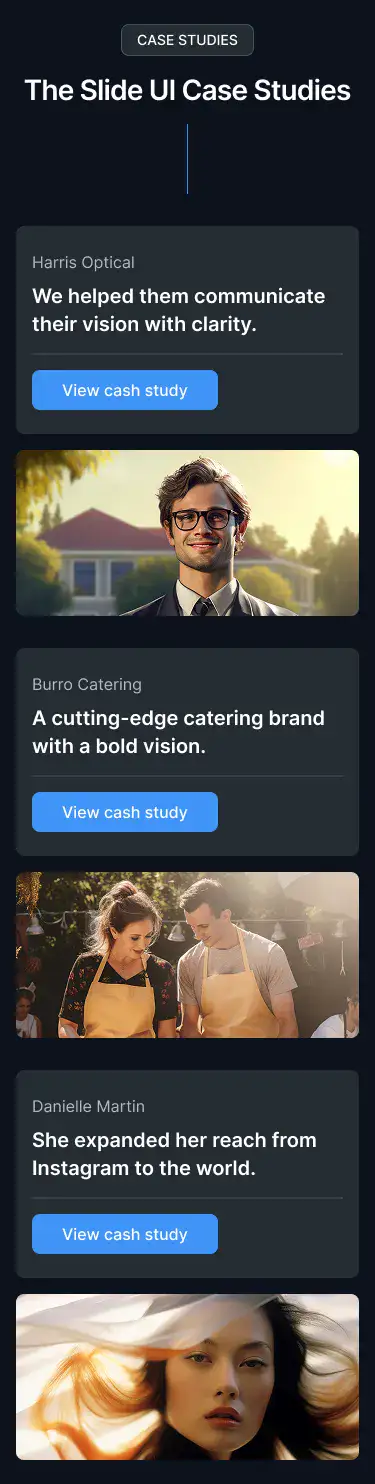 CASE STUDIES
The Slide UI Case Studies
Harris Optical
We helped them communicate
their vision with clarity.
View cash study
Burro Catering
A cutting-edge catering brand
with a bold vision.
View cash study
Danielle Martin
She expanded her reach from
Instagram to the world.
View cash study